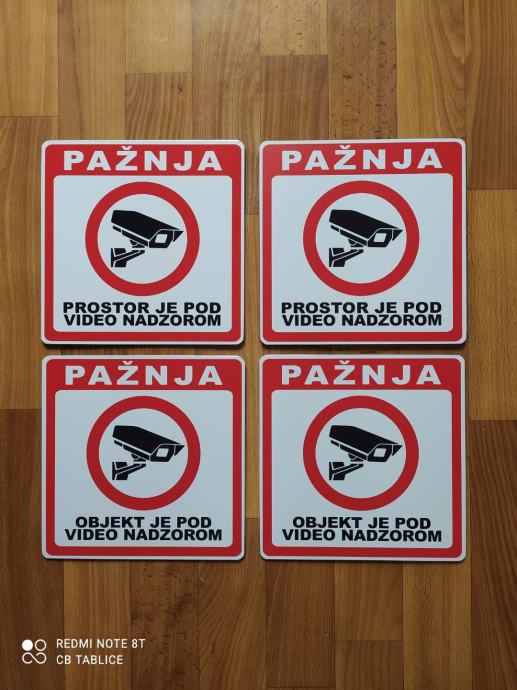 PAŽNJA
PROSTOR JE POD
VIDEO NADZOROM
PAŽNJA
PROSTOR JE POD
VIDEO NADZOROM
PAŽNJA
OBJEKT JE POD
VIDEO NADZOROM
PAŽNJA
OBJEKT JE POD
VIDEO NADZOROM
REDMI NOTE 8T
CB TABLICE